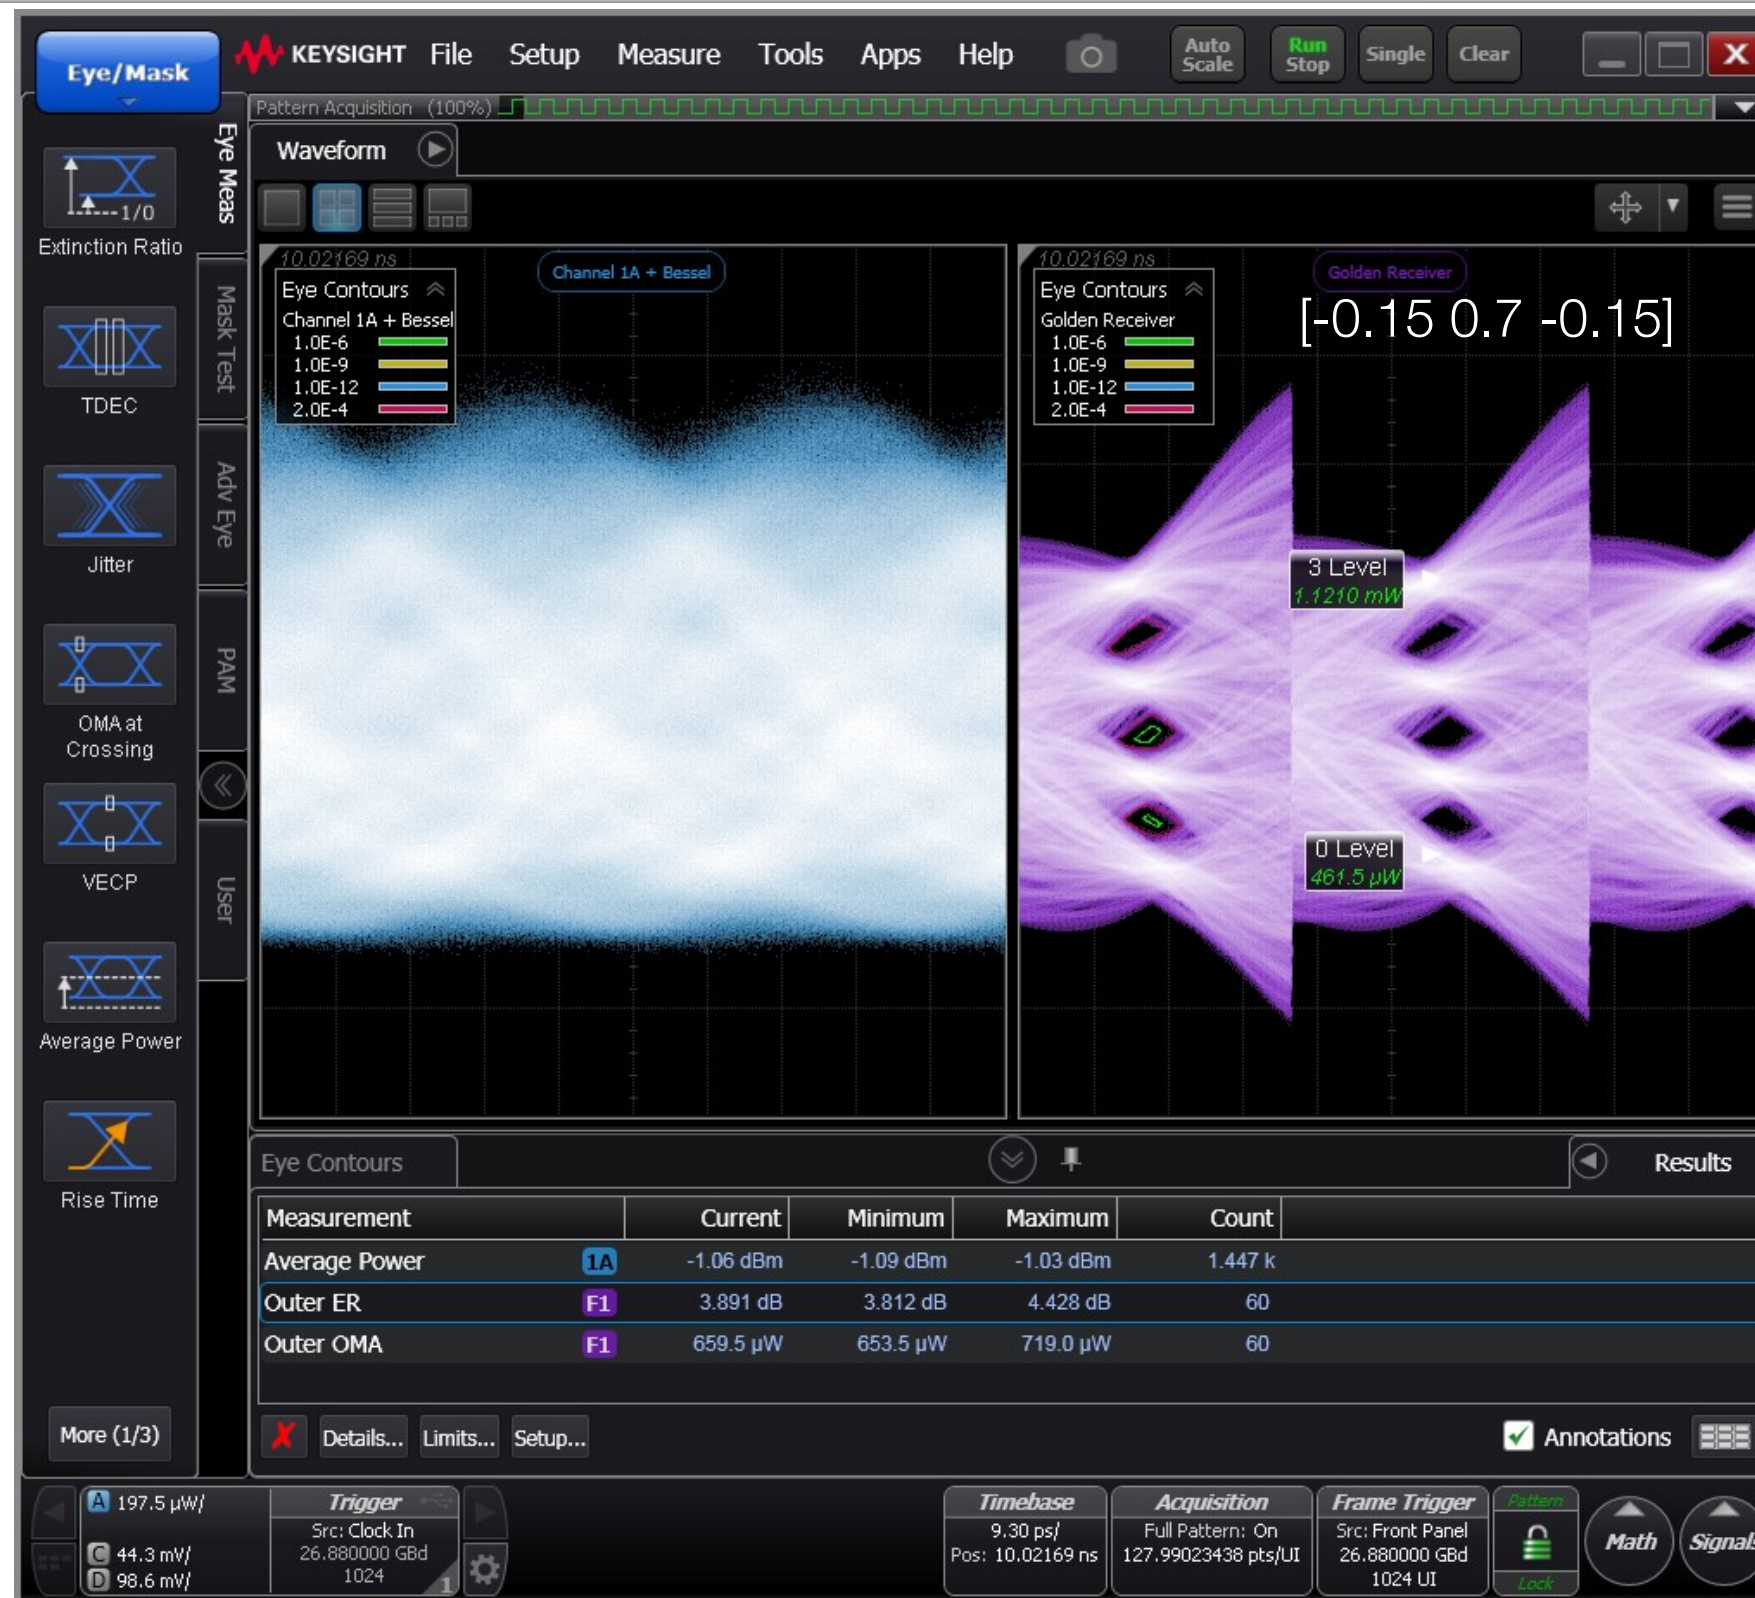 Eye/Mask
KEYSIGHT File Setup Measure Tools Apps Help
Auto Scale
Run Stop
Single
Clear
Pattern Acquisition (100%)
Waveform
Eye Meas
Mask Test
Adv Eye
PAM
User
1/0
Extinction Ratio
TDEC
Jitter
OMA at
Crossing
VECP
Average Power
Rise Time
More (1/3)
10.02169 ns
Channel 1A + Bessel
Eye Contours
Channel 1A + Bessel
1.0E-6
1.0E-9
1.0E-12
2.0E-4
10.02169 ns
Golden Receiver
Eye Contours
Golden Receiver
1.0E-6
1.0E-9
1.0E-12
2.0E-4
[-0.15 0.7 -0.15]
3 Level
1.1210 mW
0 Level
461.5 µW
Eye Contours
Results
Measurement Current Minimum Maximum Count
Average Power 1A -1.06 dBm -1.09 dBm -1.03 dBm 1.447 k
Outer ER F1 3.891 dB 3.812 dB 4.428 dB 60
Outer OMA F1 659.5 µW 653.5 µW 719.0 µW 60
Details... Limits... Setup...
Annotations
A 197.5 µW/
C 44.3 mV/
D 98.6 mV/
Trigger
Src: Clock In
26.880000 GBd
1024
1
Timebase
9.30 ps/
Pos: 10.02169 ns
Acquisition
Full Pattern: On
127.99023438 pts/UI
Frame Trigger
Src: Front Panel
26.880000 GBd
1024 UI
Pattern
Lock
Math
Signals